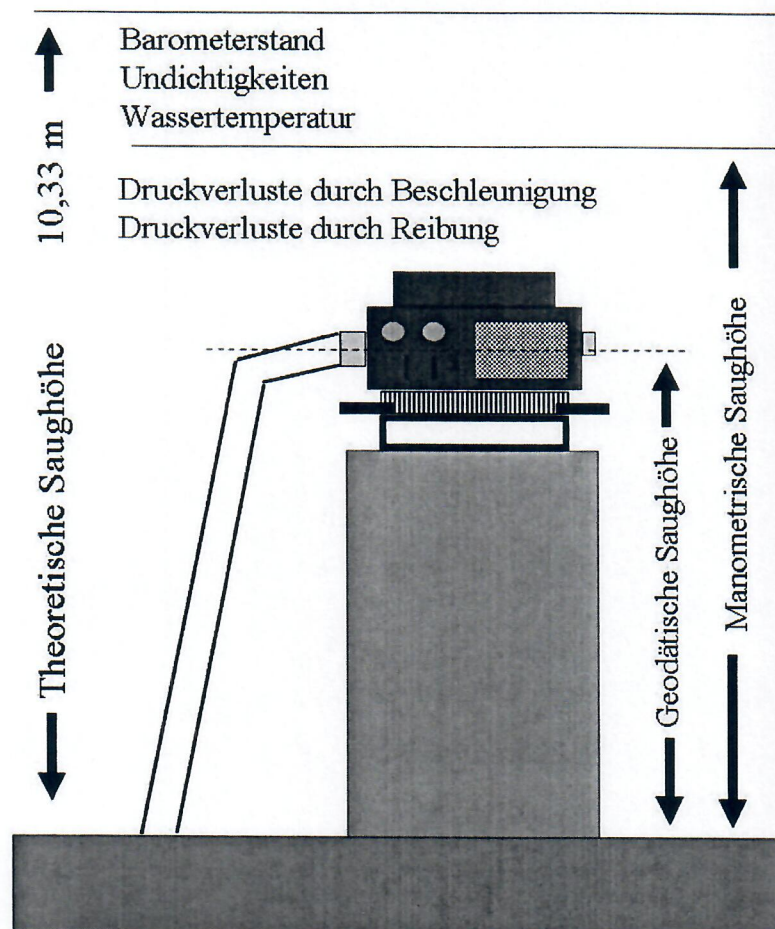 Barometerstand
Undichtigkeiten
Wassertemperatur
Druckverluste durch Beschleunigung
Druckverluste durch Reibung
Theoretische Saughöhe 10,33 m
Geodätische Saughöhe
Manometrische Saughöhe